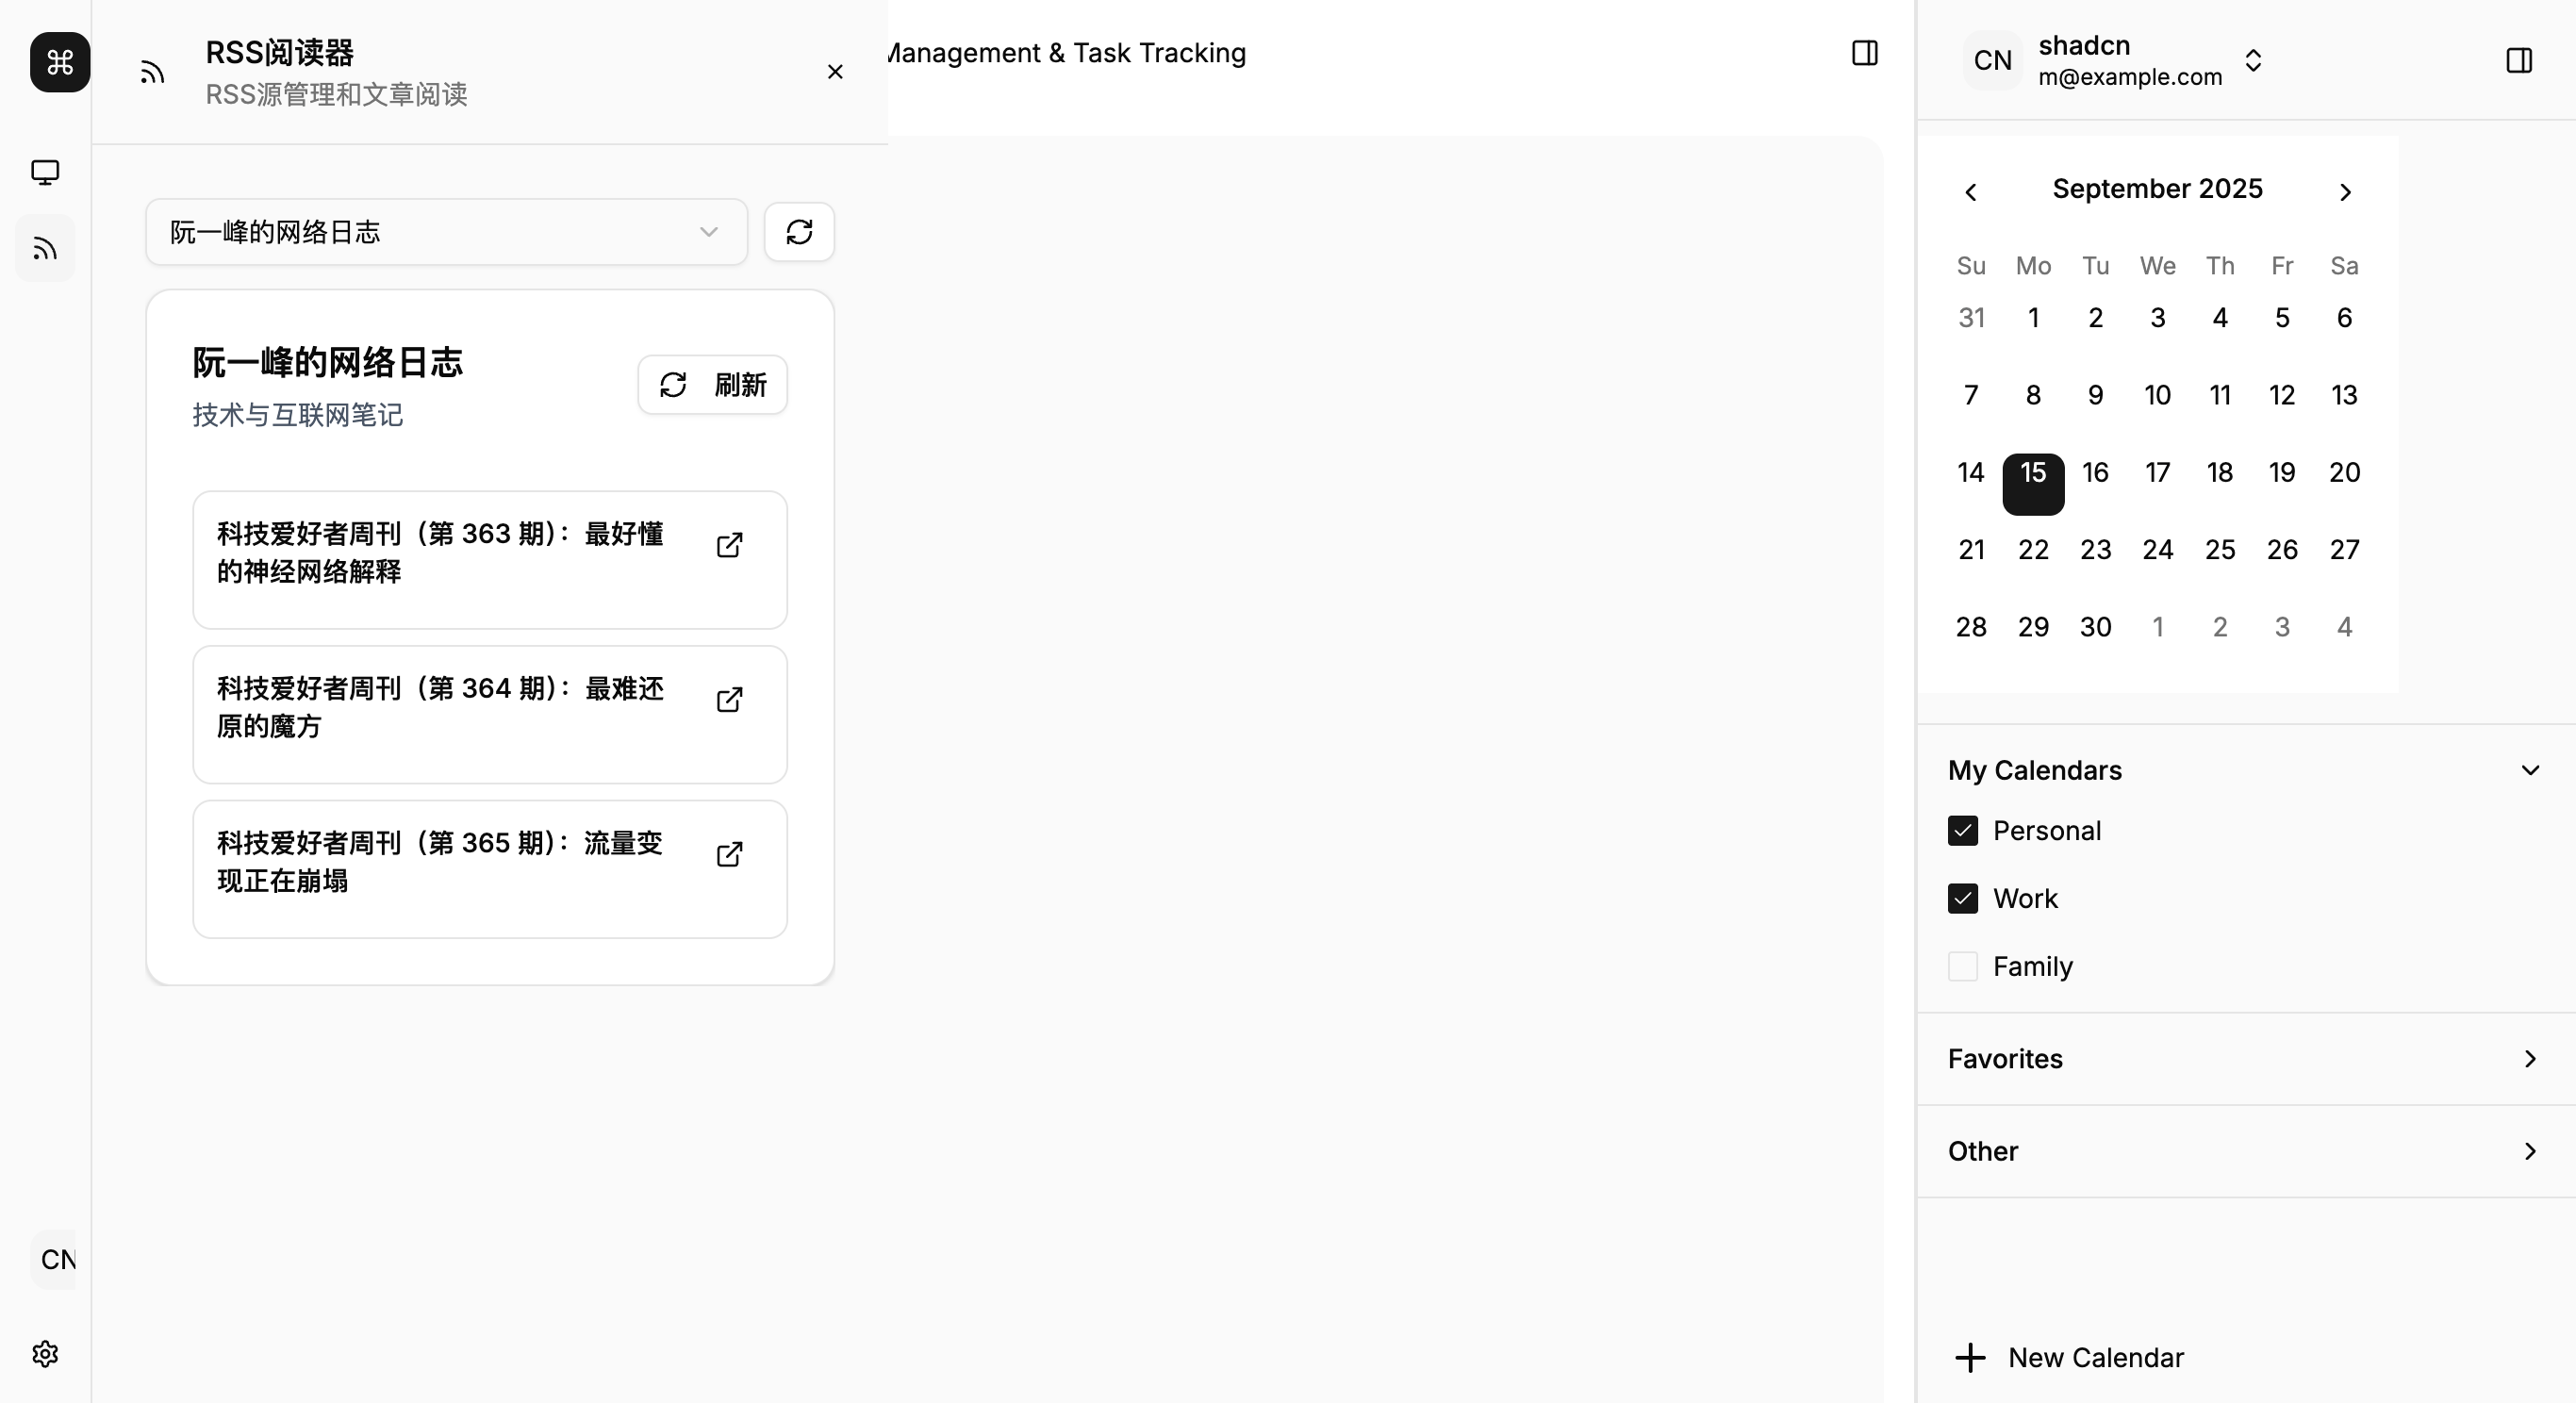 RSS阅读器
RSS源管理和文章阅读
阮一峰的网络日志
阮一峰的网络日志
技术与互联网笔记
刷新
科技爱好者周刊（第 363 期）：最好懂
的神经网络解释
科技爱好者周刊（第 364 期）：最难还
原的魔方
科技爱好者周刊（第 365 期）：流量变
现正在崩塌
CN
Management & Task Tracking
CN
shadcn
m@example.com
September 2025
Su Mo Tu We Th Fr Sa
31 1 2 3 4 5 6
7 8 9 10 11 12 13
14 15 16 17 18 19 20
21 22 23 24 25 26 27
28 29 30 1 2 3 4
My Calendars
Personal
Work
Family
Favorites
Other
New Calendar